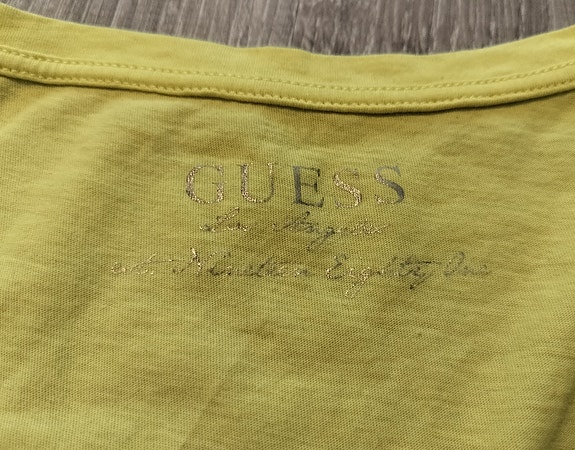 GUESS
Los Angeles
est. Nineteen Eighty One